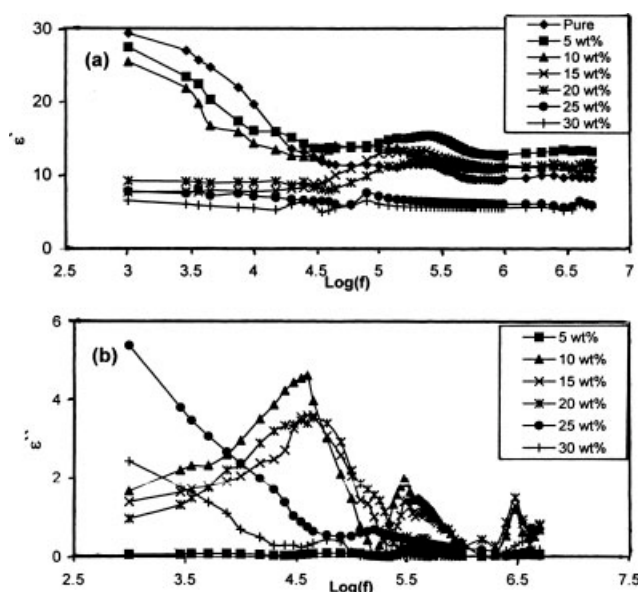 30
20
10
0
(a)
ε'
Pure
5 wt%
10 wt%
15 wt%
20 wt%
25 wt%
30 wt%
2.5 3 3.5 4 4.5 5 5.5 6 6.5 7
Log(f)
6
4
2
0
(b)
ε''
5 wt%
10 wt%
15 wt%
20 wt%
25 wt%
30 wt%
2.5 3.5 4.5 5.5 6.5 7.5
Log(f)